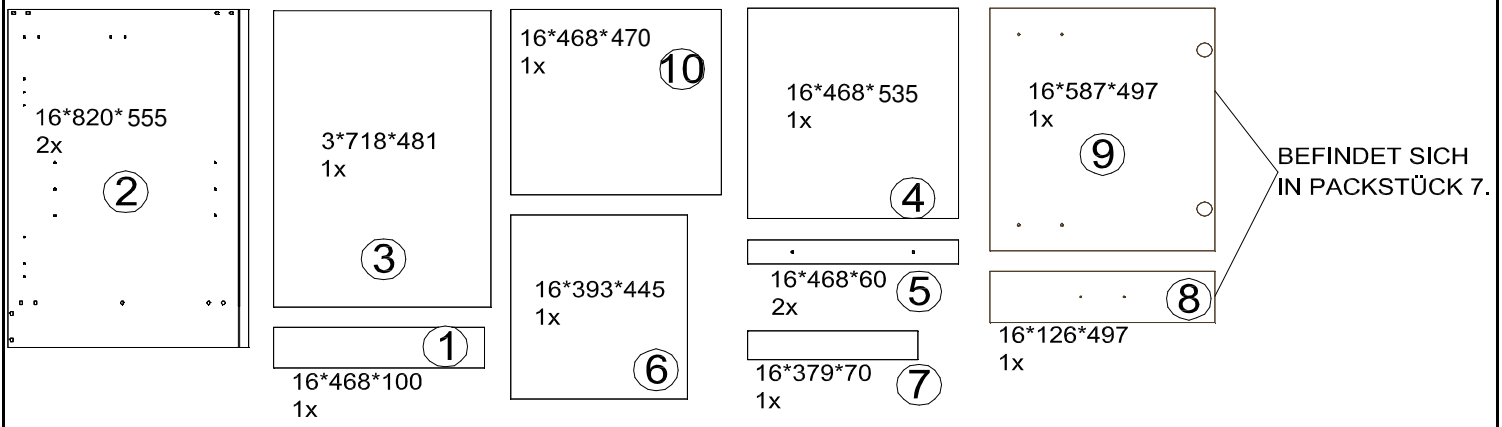 16*820*555
2x
2
3*718*481
1x
3
1
16*468*100
1x
16*468*470
1x
10
16*393*445
1x
6
16*468*535
1x
4
16*468*60
2x
5
16*379*70
1x
7
16*587*497
1x
9
8
16*126*497
1x
BEFINDET SICH
IN PACKSTÜCK 7.